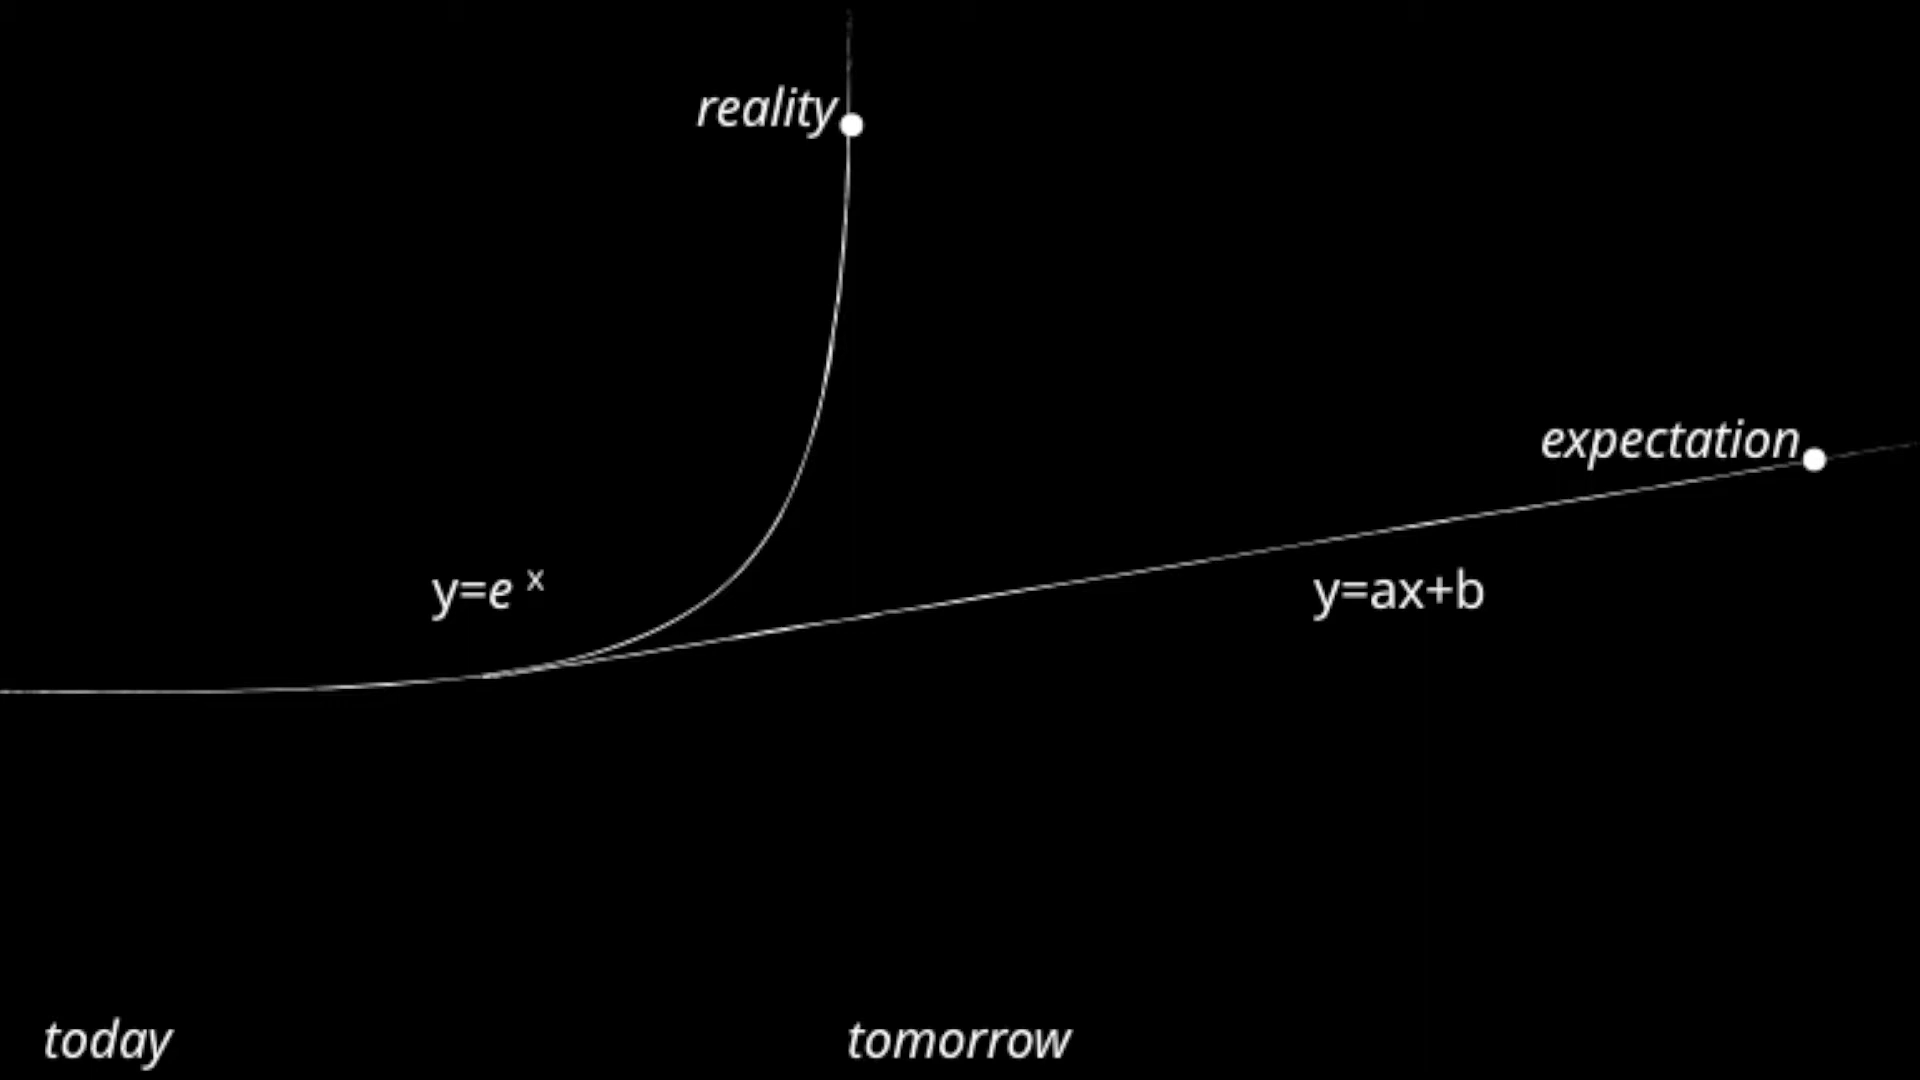 reality
expectation
y=e ˣ
y=ax+b
today
tomorrow